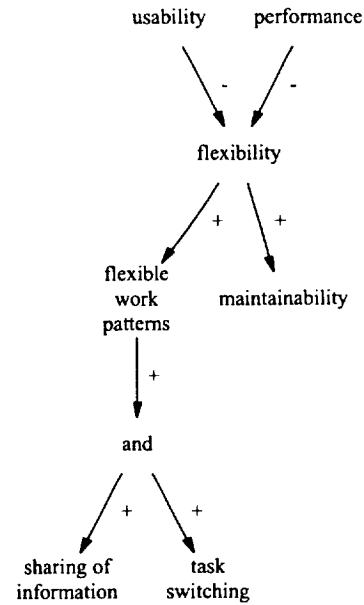 usability performance
- -
flexibility
+ +
flexible
work
patterns
maintainability
+
and
+ +
sharing of
information
task
switching